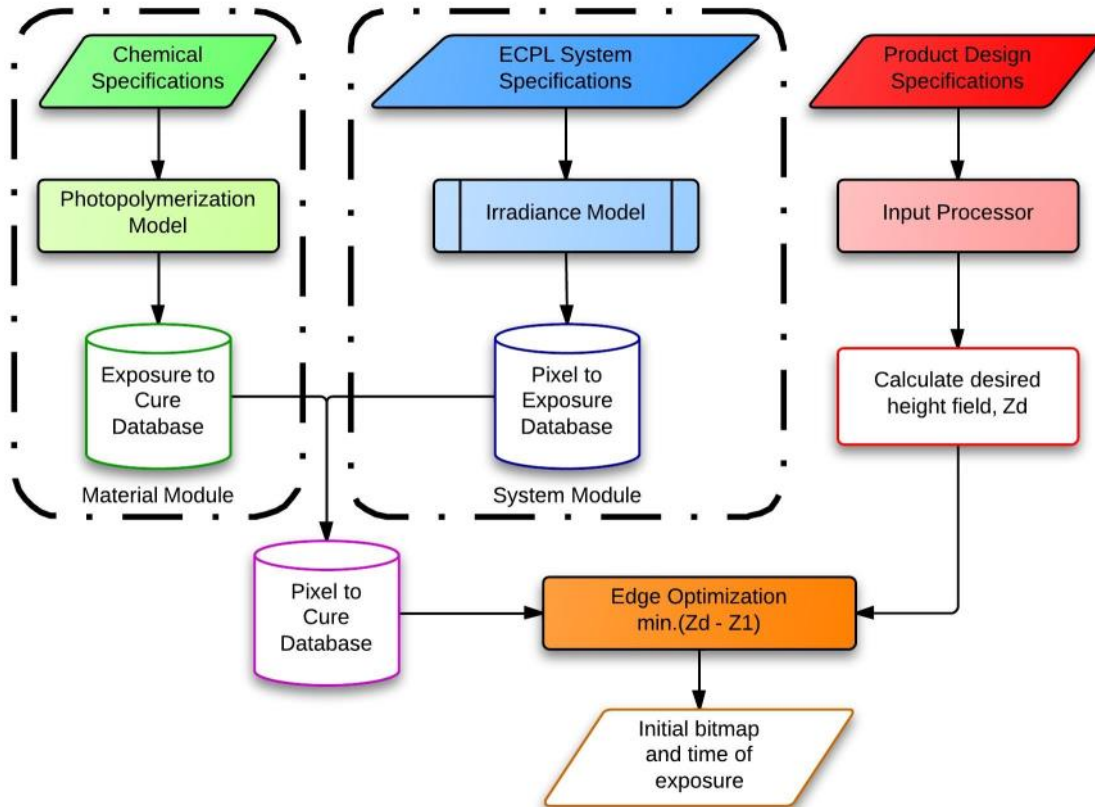 Chemical
Specifications
ECPL System
Specifications
Product Design
Specifications
Photopolymerization
Model
Irradiance Model
Input Processor
Exposure to
Cure
Database
Pixel to
Exposure
Database
Calculate desired
height field, Zd
Material Module
System Module
Pixel to
Cure
Database
Edge Optimization
min.(Zd - Z1)
Initial bitmap
and time of
exposure